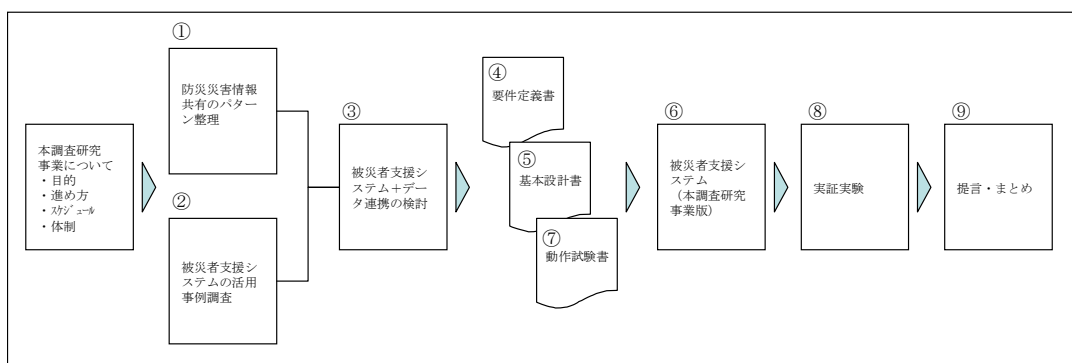 本調査研究
事業について
・目的
・進め方
・ｽｹｼﾞｭｰﾙ
・体制
①
防災災害情報
共有のパター
ン整理
②
被災者支援シ
ステムの活用
事例調査
③
被災者支援シ
ステム＋デー
タ連携の検討
④
要件定義書
⑤
基本設計書
⑦
動作試験書
⑥
被災者支援シ
ステム
（本調査研究
事業版）
⑧
実証実験
⑨
提言・まとめ